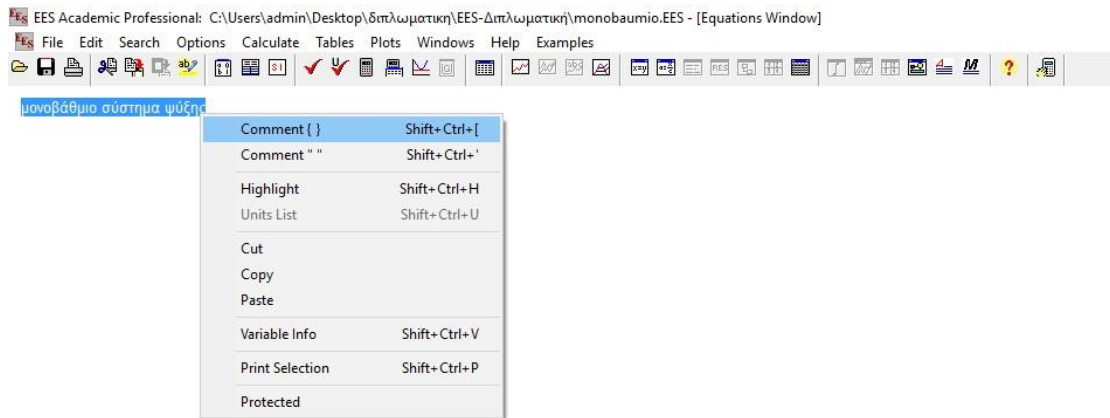 EES Academic Professional: C:\Users\admin\Desktop\διπλωματικη\EES-Διπλωματική\monobaumio.EES - [Equations Window]
File Edit Search Options Calculate Tables Plots Windows Help Examples
μονοβάθμιο σύστημα ψύξης
Comment { } Shift+Ctrl+[
Comment " " Shift+Ctrl+'
Highlight Shift+Ctrl+H
Units List Shift+Ctrl+U
Cut
Copy
Paste
Variable Info Shift+Ctrl+V
Print Selection Shift+Ctrl+P
Protected